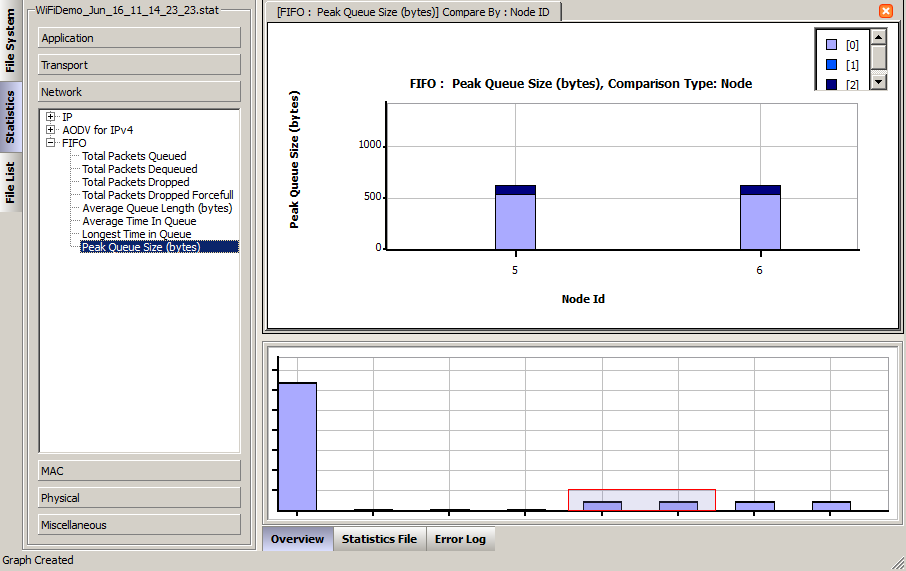 File System
Statistics
File List
WiFiDemo_Jun_16_11_14_23_23.stat
Application
Transport
Network
IP
AODV for IPv4
FIFO
Total Packets Queued
Total Packets Dequeued
Total Packets Dropped
Total Packets Dropped Forcefull
Average Queue Length (bytes)
Average Time In Queue
Longest Time in Queue
Peak Queue Size (bytes)
MAC
Physical
Miscellaneous
[FIFO : Peak Queue Size (bytes)] Compare By : Node ID
[0]
[1]
[2]
FIFO : Peak Queue Size (bytes), Comparison Type: Node
Peak Queue Size (bytes)
1000
500
0
5
6
Node Id
Overview
Statistics File
Error Log
Graph Created